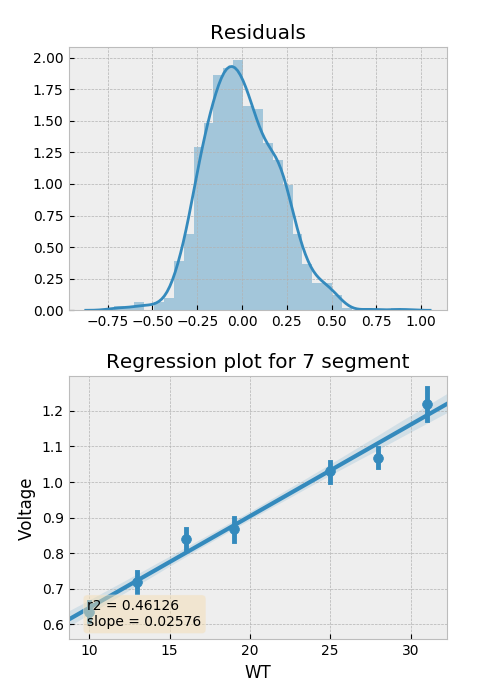 Residuals
2.00
1.75
1.50
1.25
1.00
0.75
0.50
0.25
0.00
−0.75 −0.50 −0.25 0.00 0.25 0.50 0.75 1.00
Regression plot for 7 segment
1.2
1.1
1.0
0.9
0.8
0.7
0.6
Voltage
r2 = 0.46126
slope = 0.02576
10 15 20 25 30
WT